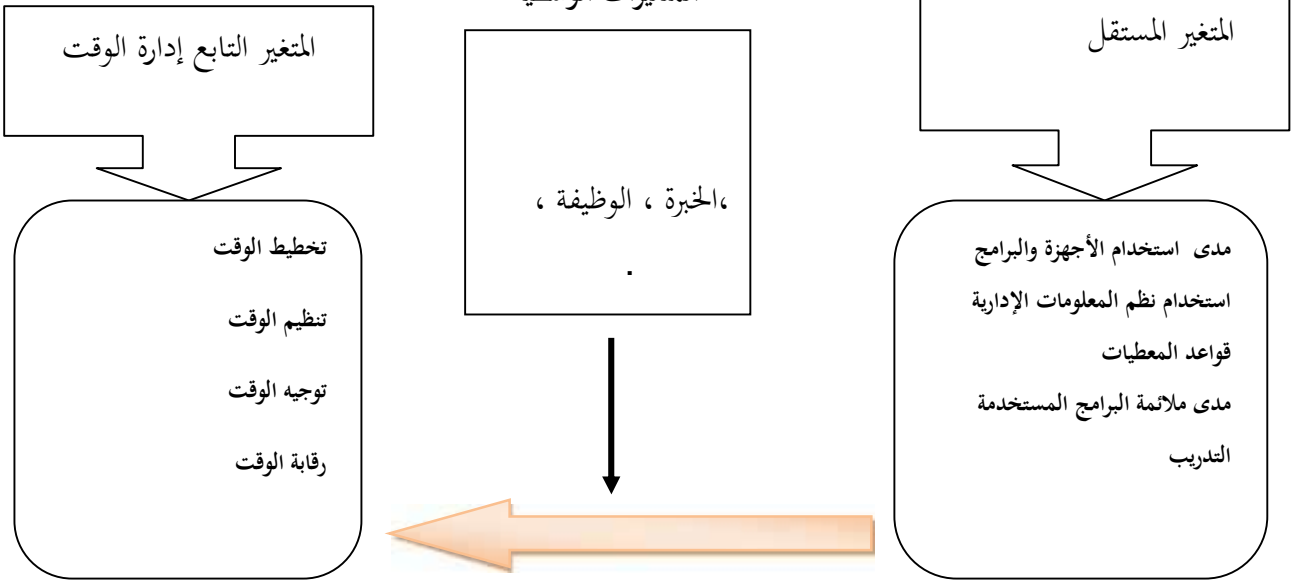 المتغير المستقل
مدى استخدام الأجهزة والبرامج
استخدام نظم المعلومات الإدارية
قواعد المعطيات
مدى ملائمة البرامج المستخدمة
التدريب
،الخبرة ، الوظيفة ،
.
المتغير التابع إدارة الوقت
تخطيط الوقت
تنظيم الوقت
توجيه الوقت
رقابة الوقت